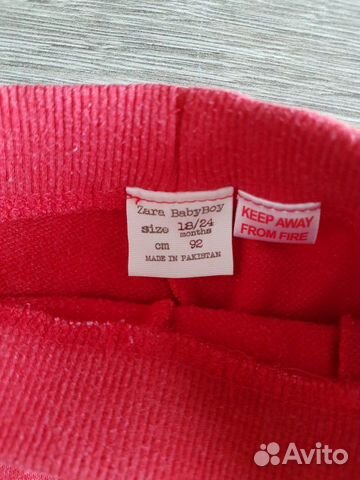 Zara BabyBoy
size 18/24
months
cm 92
MADE IN PAKISTAN
KEEP AWAY
FROM FIRE
Avito